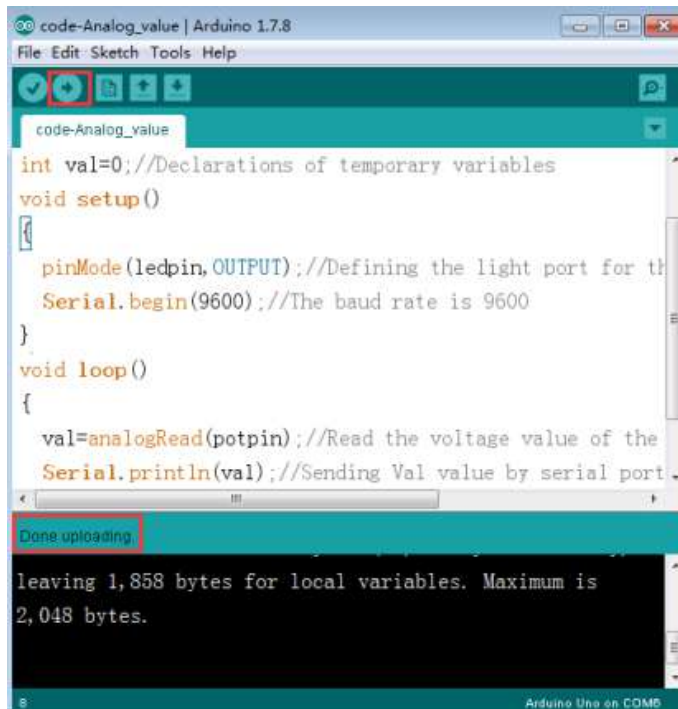 code-Analog_value | Arduino 1.7.8
File Edit Sketch Tools Help
code-Analog_value
int val=0;//Declarations of temporary variables
void setup()
{
pinMode(ledpin,OUTPUT);//Defining the light port for th
Serial.begin(9600);//The baud rate is 9600
}
void loop()
{
val=analogRead(potpin);//Read the voltage value of the
Serial.println(val);//Sending Val value by serial port
Done uploading.
leaving 1,858 bytes for local variables. Maximum is
2,048 bytes.
8
Arduino Uno on COM6